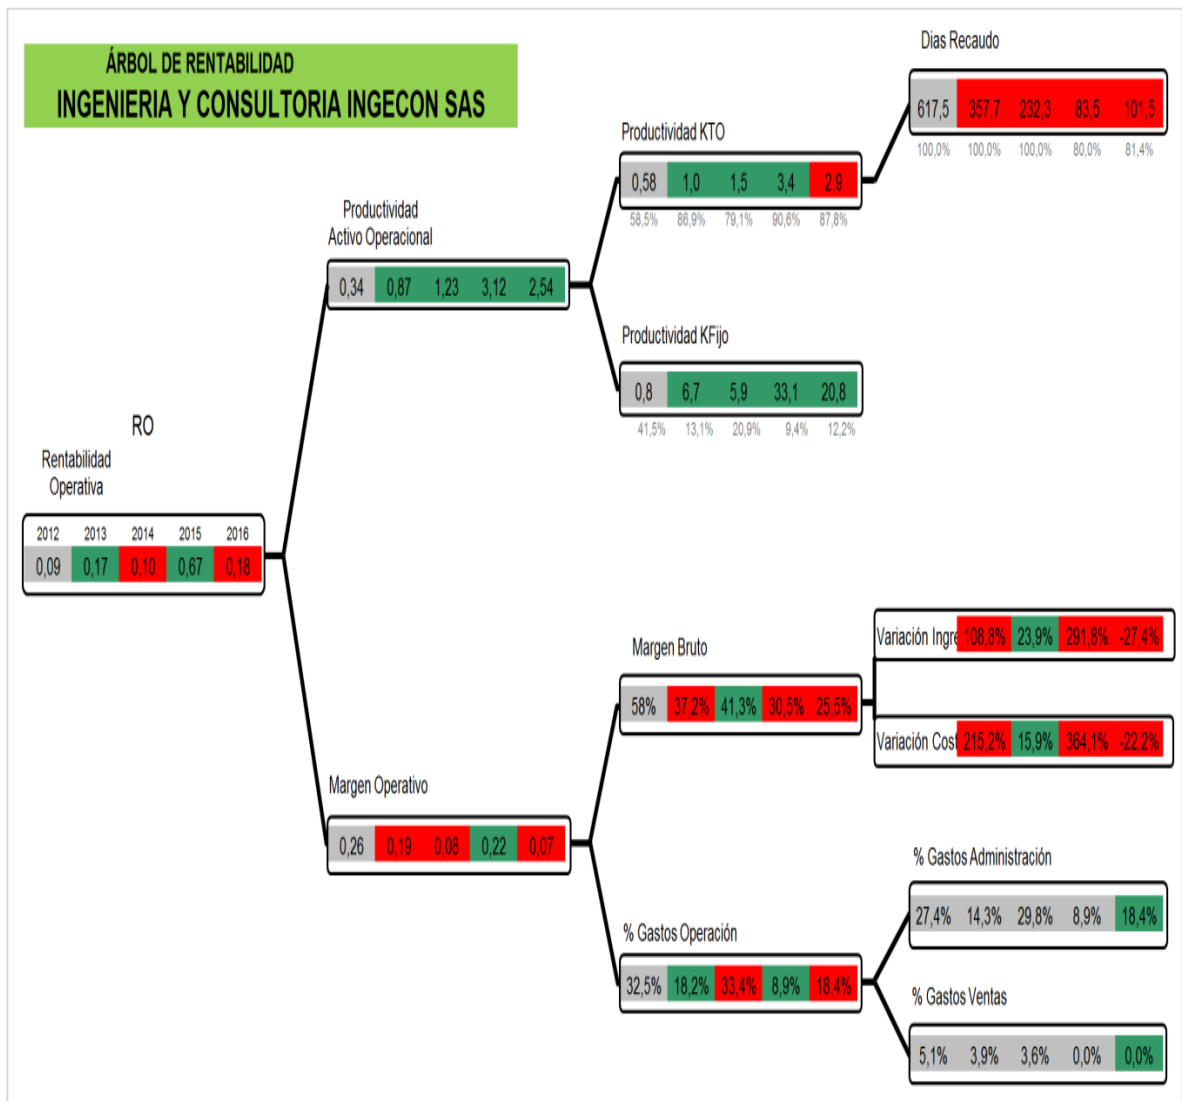 ÁRBOL DE RENTABILIDAD
INGENIERIA Y CONSULTORIA INGECON SAS
Dias Recaudo
617,5 357,7 232,3 83,5 101,5
100,0% 100,0% 100,0% 80,0% 81,4%
Productividad KTO
0,58 1,0 1,5 3,4 2,9
58,5% 86,9% 79,1% 90,6% 87,8%
Productividad
Activo Operacional
0,34 0,87 1,23 3,12 2,54
Productividad KFijo
0,8 6,7 5,9 33,1 20,8
41,5% 13,1% 20,9% 9,4% 12,2%
RO
Rentabilidad
Operativa
2012 2013 2014 2015 2016
0,09 0,17 0,10 0,67 0,18
Margen Bruto
58% 37,2% 41,3% 30,5% 25,5%
Variación Ingre 108,8% 23,9% 291,8% -27,4%
Variación Cost 215,2% 15,9% 364,1% -22,2%
Margen Operativo
0,26 0,19 0,08 0,22 0,07
% Gastos Operación
32,5% 18,2% 33,4% 8,9% 18,4%
% Gastos Administración
27,4% 14,3% 29,8% 8,9% 18,4%
% Gastos Ventas
5,1% 3,9% 3,6% 0,0% 0,0%